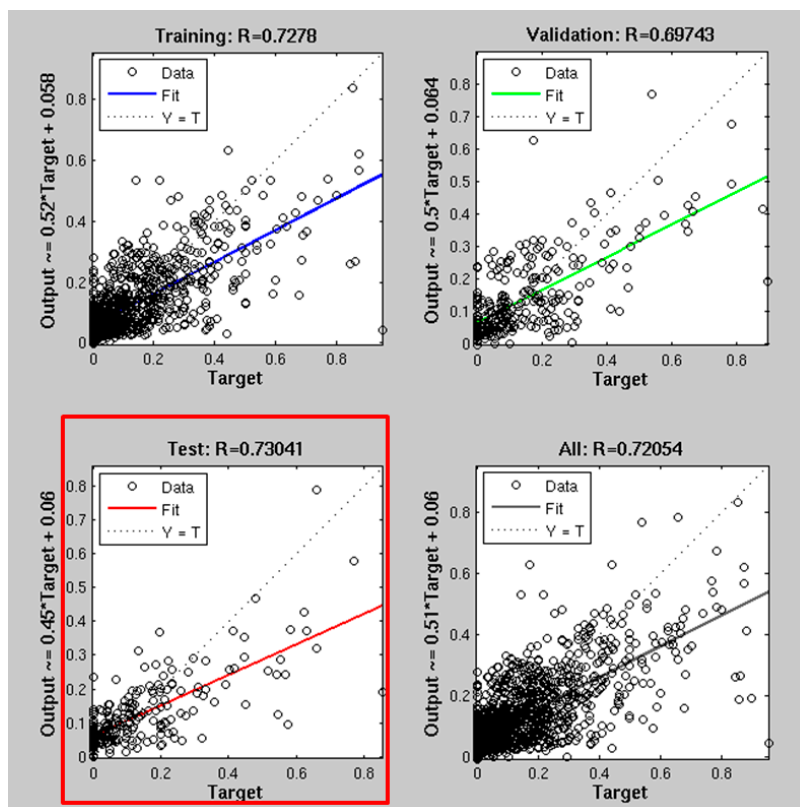 Training: R=0.7278
Data
Fit
Y = T
Output ~= 0.52*Target + 0.058
0.8
0.6
0.4
0.2
0
0
0.2
0.4
0.6
0.8
Target
Validation: R=0.69743
Data
Fit
Y = T
Output ~= 0.5*Target + 0.064
0.8
0.7
0.6
0.5
0.4
0.3
0.2
0.1
0
0
0.2
0.4
0.6
0.8
Target
Test: R=0.73041
Data
Fit
Y = T
Output ~= 0.45*Target + 0.06
0.8
0.7
0.6
0.5
0.4
0.3
0.2
0.1
0
0
0.2
0.4
0.6
0.8
Target
All: R=0.72054
Data
Fit
Y = T
Output ~= 0.51*Target + 0.06
0.8
0.6
0.4
0.2
0
0
0.2
0.4
0.6
0.8
Target